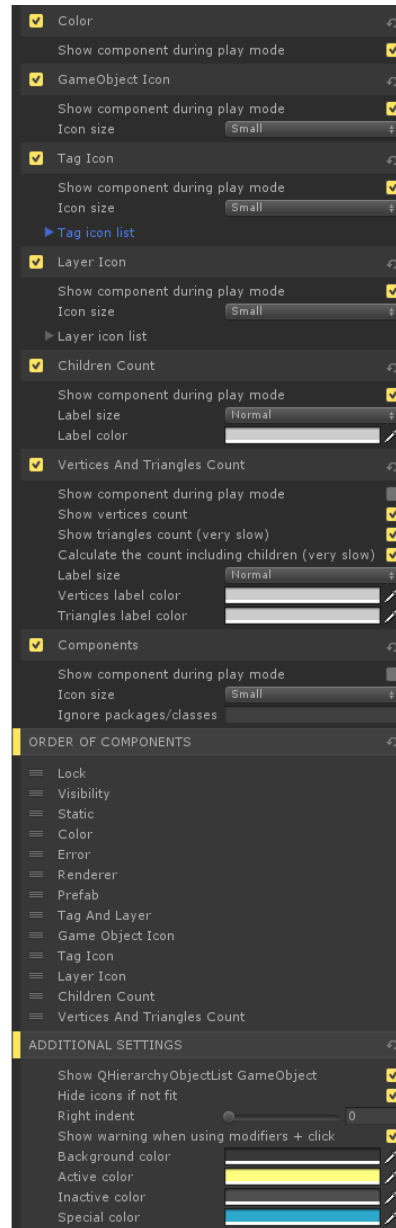 Color
Show component during play mode
GameObject Icon
Show component during play mode
Icon size Small
Tag Icon
Show component during play mode
Icon size Small
Tag icon list
Layer Icon
Show component during play mode
Icon size Small
Layer icon list
Children Count
Show component during play mode
Label size Normal
Label color
Vertices And Triangles Count
Show component during play mode
Show vertices count
Show triangles count (very slow)
Calculate the count including children (very slow)
Label size Normal
Vertices label color
Triangles label color
Components
Show component during play mode
Icon size Small
Ignore packages/classes
ORDER OF COMPONENTS
Lock
Visibility
Static
Color
Error
Renderer
Prefab
Tag And Layer
Game Object Icon
Tag Icon
Layer Icon
Children Count
Vertices And Triangles Count
ADDITIONAL SETTINGS
Show QHierarchyObjectList GameObject
Hide icons if not fit
Right indent 0
Show warning when using modifiers + click
Background color
Active color
Inactive color
Special color